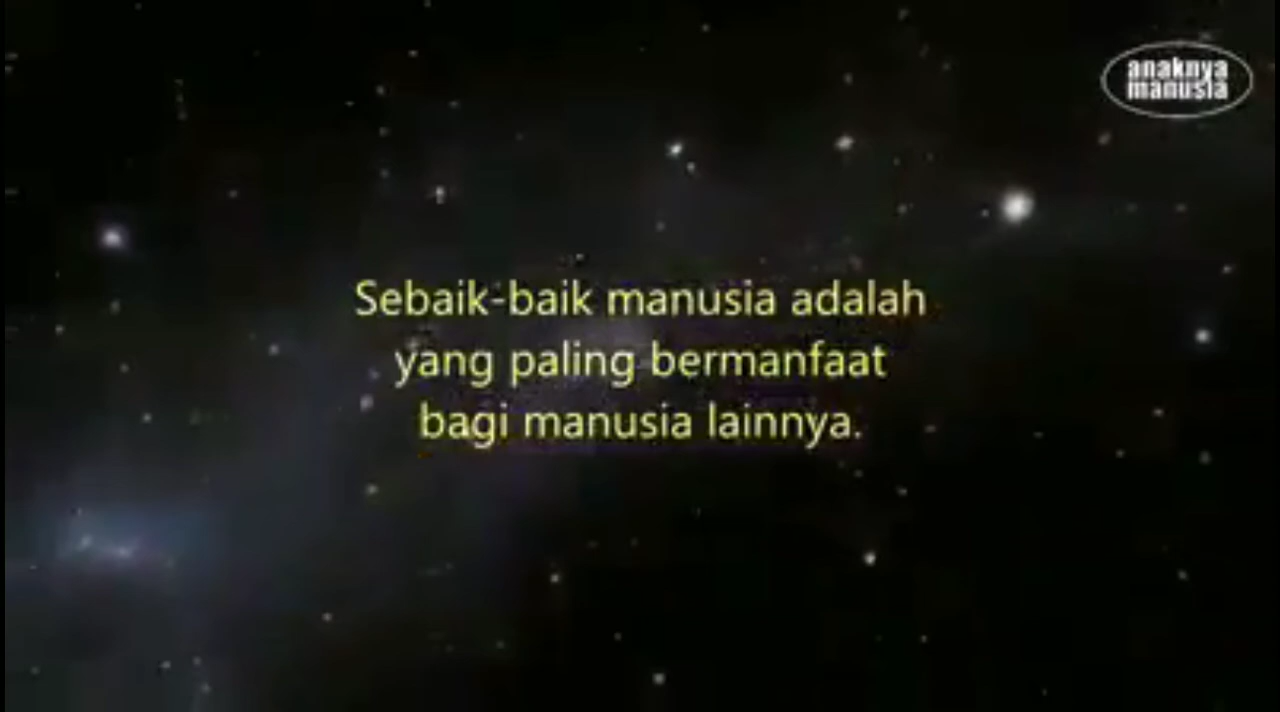 anaknya
manusia
Sebaik-baik manusia adalah
yang paling bermanfaat
bagi manusia lainnya.